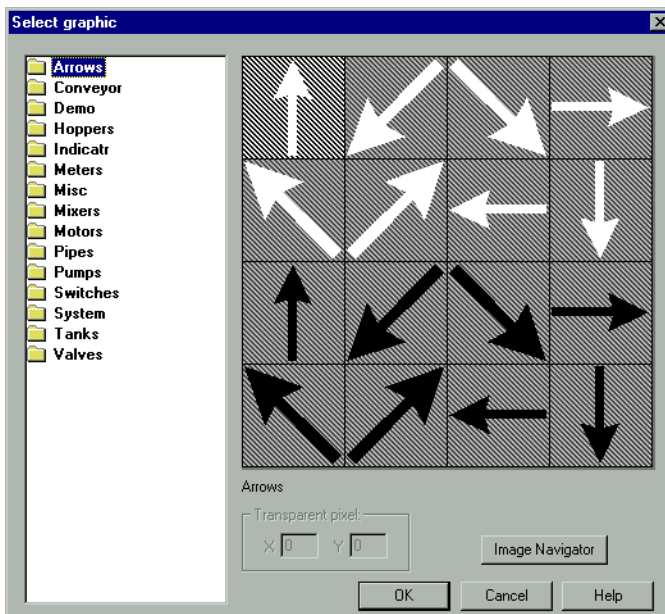 Select graphic
Arrows
Conveyor
Demo
Hoppers
Indicatr
Meters
Misc
Mixers
Motors
Pipes
Pumps
Switches
System
Tanks
Valves
Arrows
Transparent pixel:
X 0 Y 0
Image Navigator
OK Cancel Help